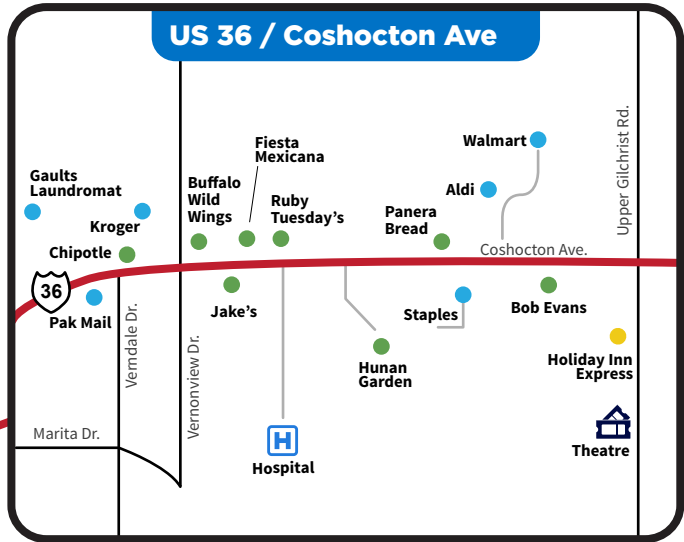 US 36 / Coshocton Ave
Fiesta
Mexicana
Walmart
Upper Gilchrist Rd.
Gaults
Laundromat
Buffalo
Wild
Wings
Aldi
Ruby
Tuesday's
Kroger
Panera
Bread
Chipotle
Coshocton Ave.
36
Pak Mail
Jake's
Staples
Bob Evans
Verndale Dr.
Vernonview Dr.
Hunan
Garden
Holiday Inn
Express
Marita Dr.
H
Hospital
Theatre